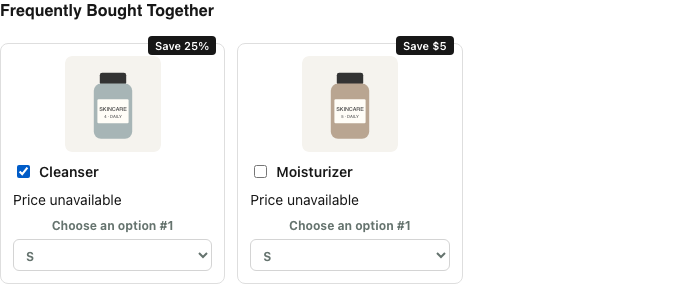 Frequently Bought Together
Save 25%
SKINCARE
4 · DAILY
Cleanser
Price unavailable
Choose an option #1
S
Save $5
SKINCARE
5 · DAILY
Moisturizer
Price unavailable
Choose an option #1
S